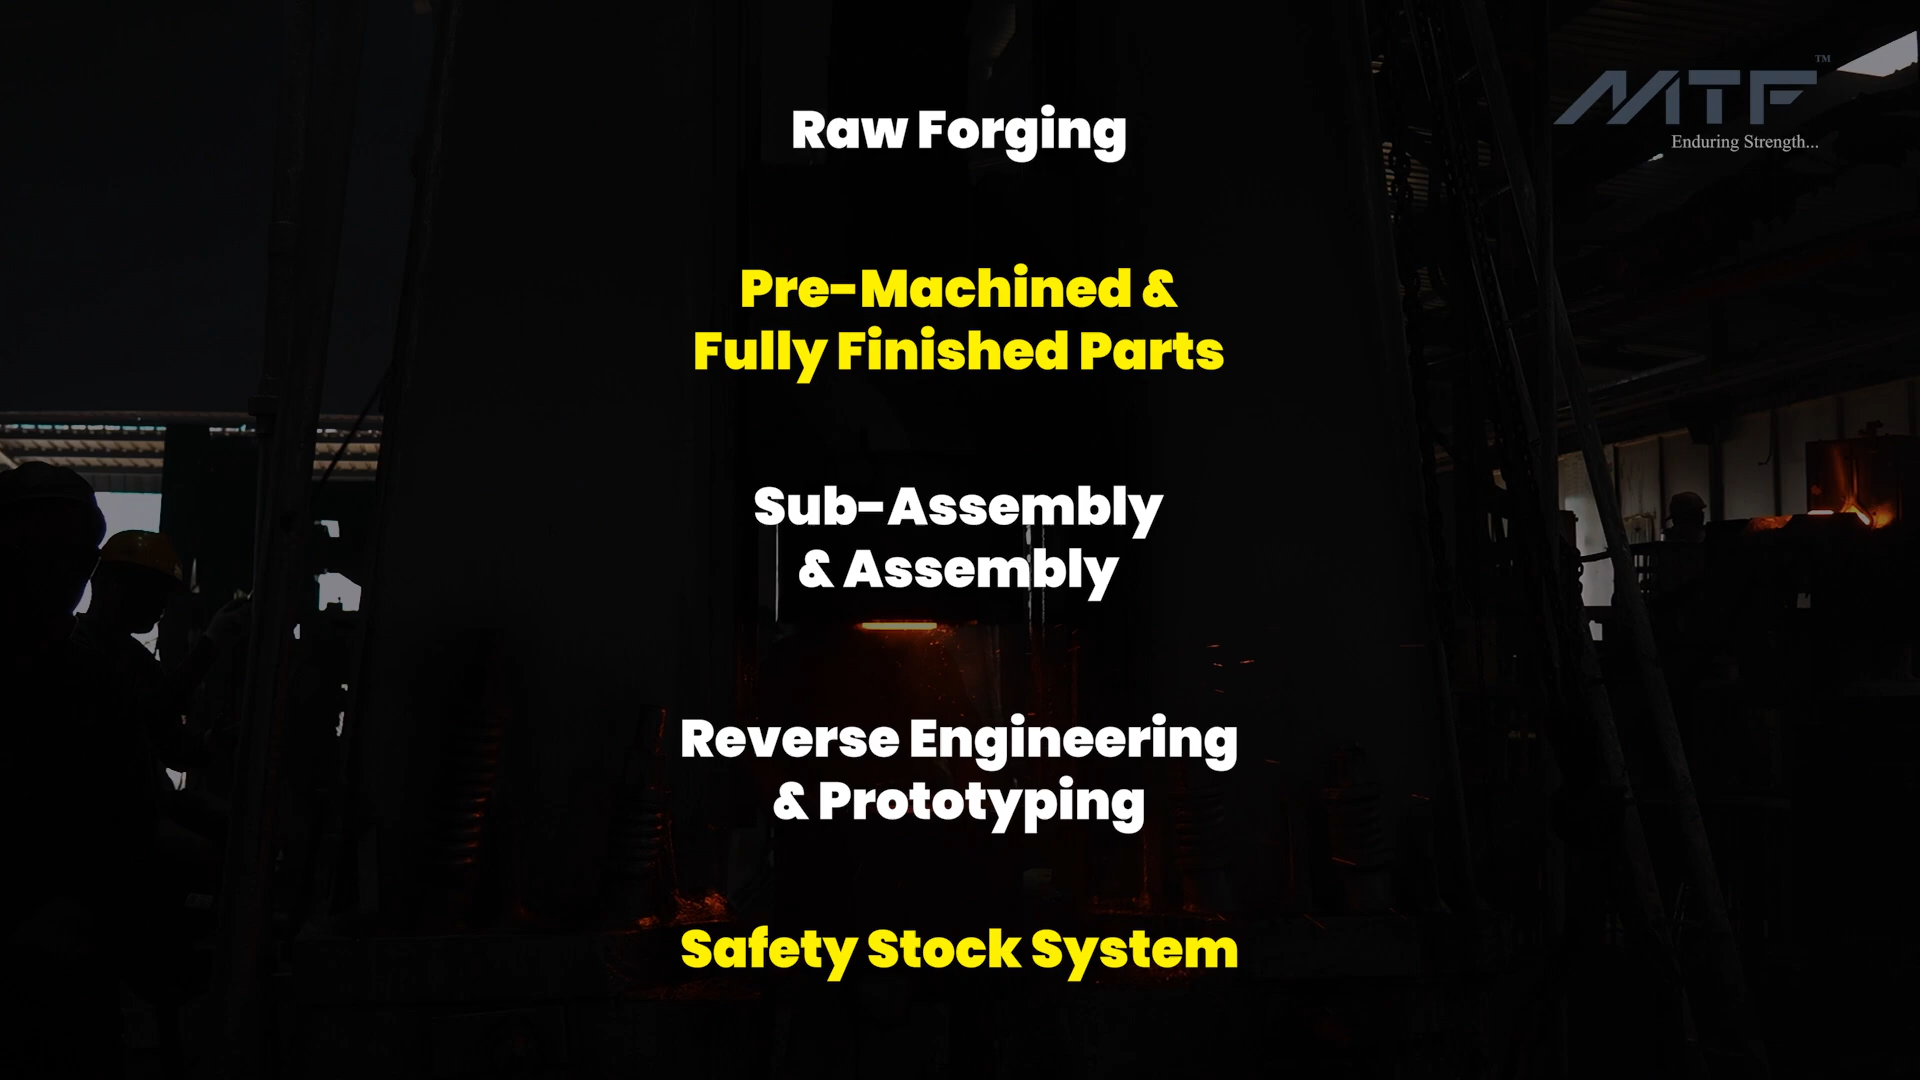 MTF™
Enduring Strength...
Raw Forging
Pre-Machined &
Fully Finished Parts
Sub-Assembly
& Assembly
Reverse Engineering
& Prototyping
Safety Stock System